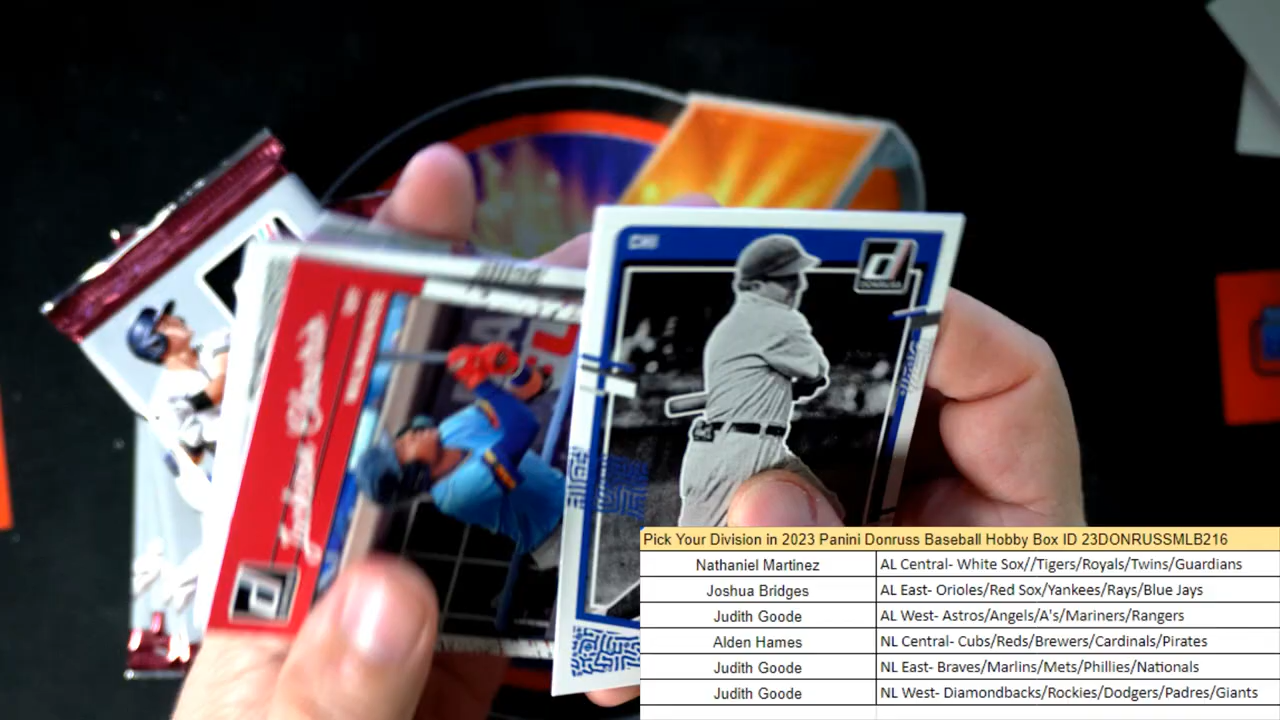 DONRUSS
Pick Your Division in 2023 Panini Donruss Baseball Hobby Box ID 23DONRUSSMLB216
Nathaniel Martinez AL Central- White Sox//Tigers/Royals/Twins/Guardians
Joshua Bridges AL East- Orioles/Red Sox/Yankees/Rays/Blue Jays
Judith Goode AL West- Astros/Angels/A's/Mariners/Rangers
Alden Hames NL Central- Cubs/Reds/Brewers/Cardinals/Pirates
Judith Goode NL East- Braves/Marlins/Mets/Phillies/Nationals
Judith Goode NL West- Diamondbacks/Rockies/Dodgers/Padres/Giants